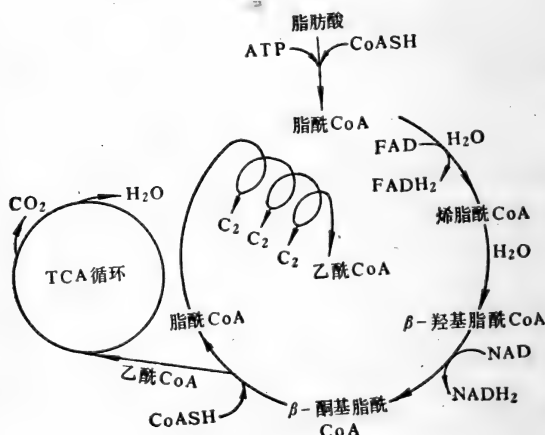 脂肪酸
ATP CoASH
脂酰CoA
FAD H₂O
FADH₂
烯脂酰CoA
H₂O
β-羟基脂酰CoA
NAD
NADH₂
β-酮基脂酰
CoA
CoASH
乙酰CoA
脂酰CoA
C₂ C₂ C₂
乙酰CoA
CO₂ H₂O
TCA循环